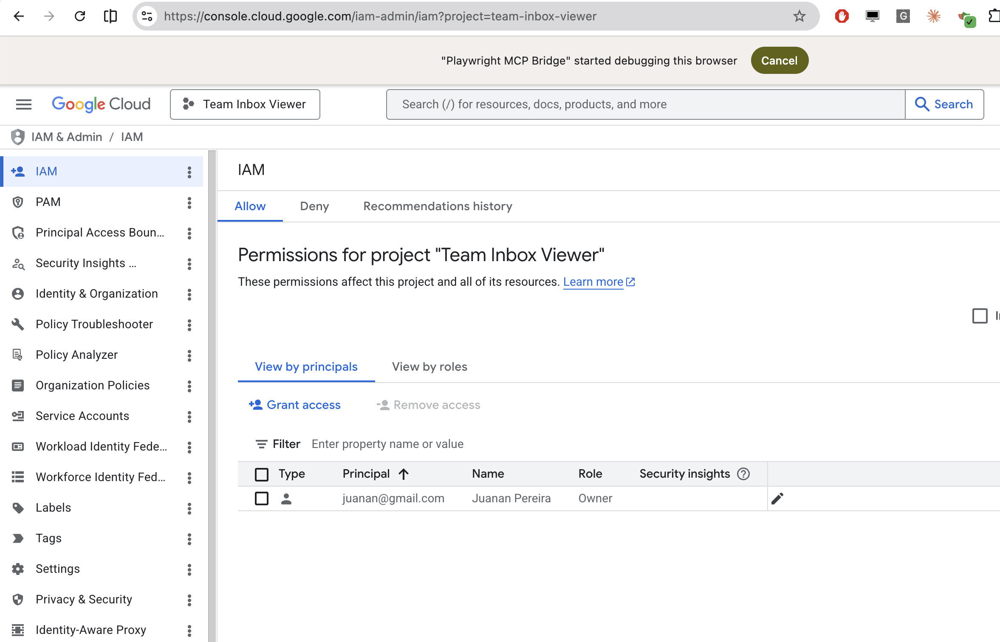 https://console.cloud.google.com/iam-admin/iam?project=team-inbox-viewer
G
"Playwright MCP Bridge" started debugging this browser
Cancel
Google Cloud
Team Inbox Viewer
Search (/) for resources, docs, products, and more
Search
IAM & Admin / IAM
IAM
PAM
Principal Access Boun...
Security Insights ...
Identity & Organization
Policy Troubleshooter
Policy Analyzer
Organization Policies
Service Accounts
Workload Identity Fede...
Workforce Identity Fed...
Labels
Tags
Settings
Privacy & Security
Identity-Aware Proxy
IAM
Allow Deny Recommendations history
Permissions for project "Team Inbox Viewer"
These permissions affect this project and all of its resources. Learn more
View by principals View by roles
Grant access Remove access
Filter Enter property name or value
Type Principal Name Role Security insights
juanan@gmail.com Juanan Pereira Owner